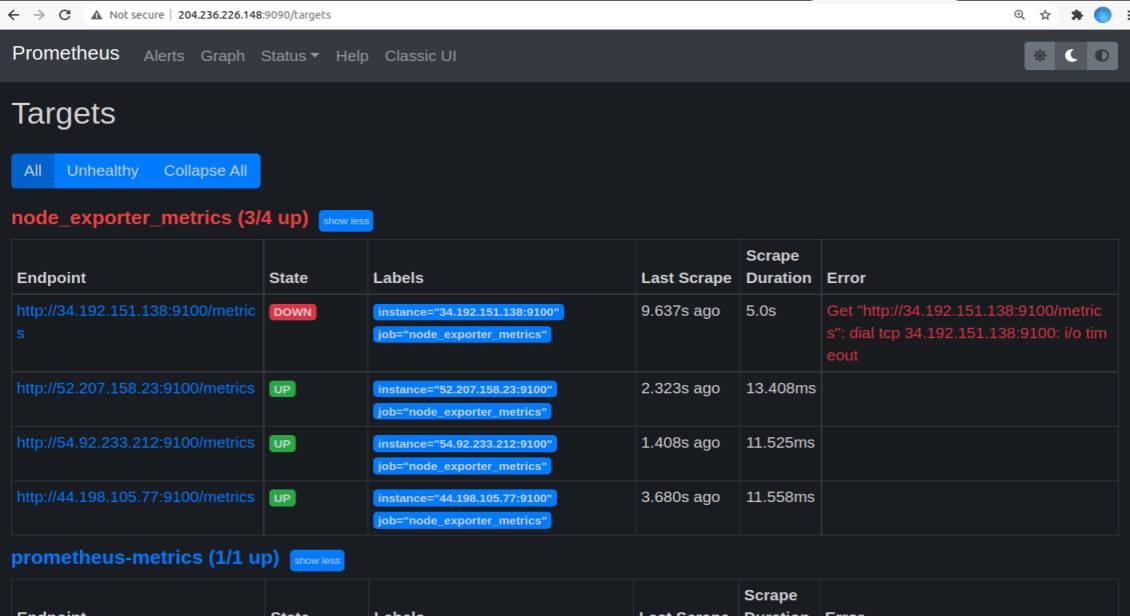 Not secure | 204.236.226.148:9090/targets
Prometheus Alerts Graph Status Help Classic UI
Targets
All Unhealthy Collapse All
node_exporter_metrics (3/4 up) show less
Scrape
Endpoint State Labels Last Scrape Duration Error
http://34.192.151.138:9100/metric DOWN instance="34.192.151.138:9100" 9.637s ago 5.0s Get "http://34.192.151.138:9100/metric
s job="node_exporter_metrics" s": dial tcp 34.192.151.138:9100: i/o tim
eout
http://52.207.158.23:9100/metrics UP instance="52.207.158.23:9100" 2.323s ago 13.408ms
job="node_exporter_metrics"
http://54.92.233.212:9100/metrics UP instance="54.92.233.212:9100" 1.408s ago 11.525ms
job="node_exporter_metrics"
http://44.198.105.77:9100/metrics UP instance="44.198.105.77:9100" 3.680s ago 11.558ms
job="node_exporter_metrics"
prometheus-metrics (1/1 up) show less
Scrape
Endpoint State Labels Last Scrape Duration Error